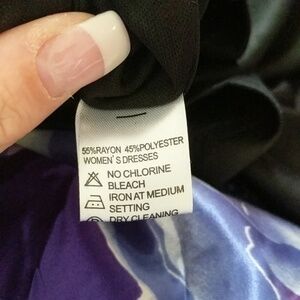 55%RAYON 45%POLYESTER
WOMEN'S DRESSES
NO CHLORINE
BLEACH
IRON AT MEDIUM
SETTING
DRY CLEANING